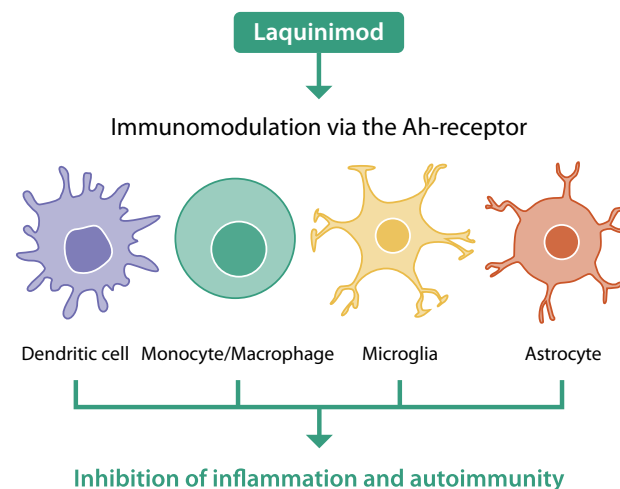 Laquinimod
Immunomodulation via the Ah-receptor
Dendritic cell Monocyte/Macrophage Microglia Astrocyte
Inhibition of inflammation and autoimmunity